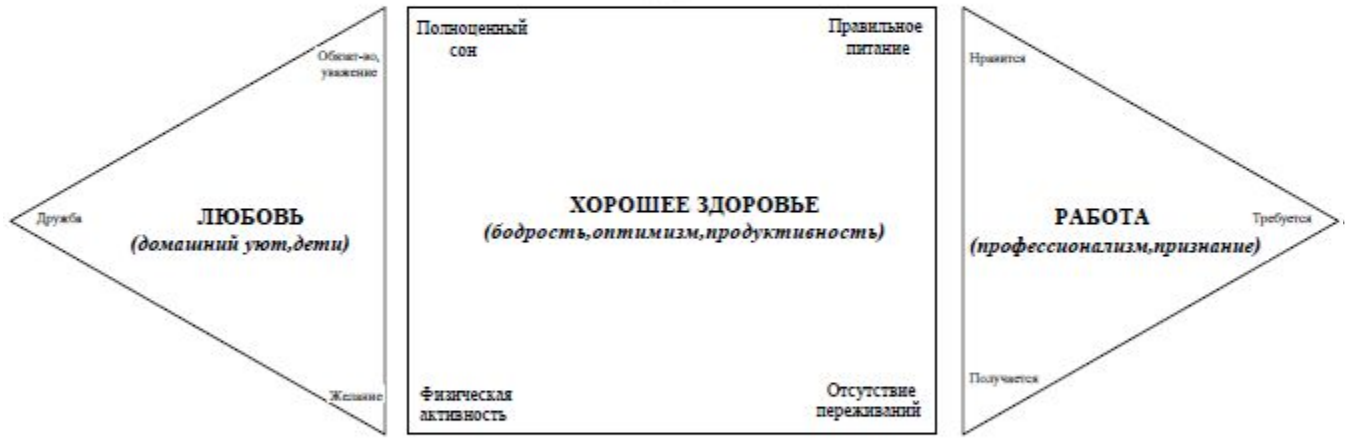 Обязат-во,
уважение
Дружба
ЛЮБОВЬ
(домашний уют,дети)
Желание
Полноценный
сон
Правильное
питание
ХОРОШЕЕ ЗДОРОВЬЕ
(бодрость,оптимизм,продуктивность)
Физическая
активность
Отсутствие
переживаний
Нравится
РАБОТА
(профессионализм,признание)
Требуется
Получается